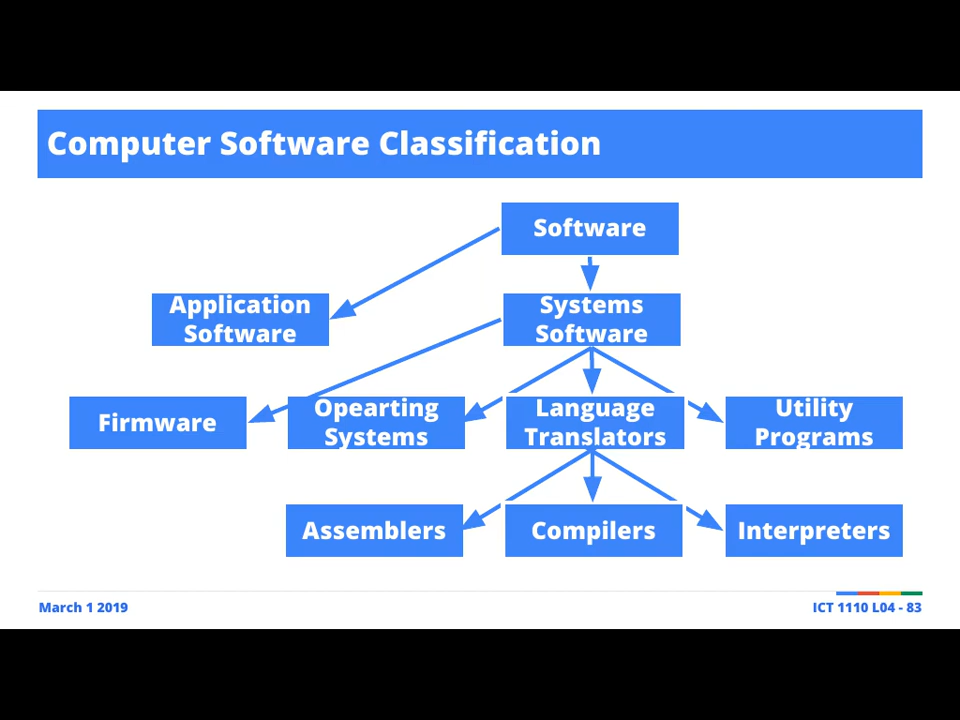 Computer Software Classification
Software
Application
Software
Systems
Software
Firmware
Opearting
Systems
Language
Translators
Utility
Programs
Assemblers
Compilers
Interpreters
March 1 2019
ICT 1110 L04 - 83